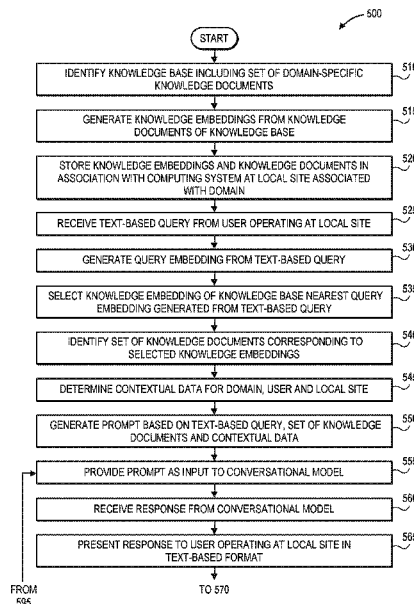 500
START
IDENTIFY KNOWLEDGE BASE INCLUDING SET OF DOMAIN-SPECIFIC
KNOWLEDGE DOCUMENTS
510
GENERATE KNOWLEDGE EMBEDDINGS FROM KNOWLEDGE
DOCUMENTS OF KNOWLEDGE BASE
515
STORE KNOWLEDGE EMBEDDINGS AND KNOWLEDGE DOCUMENTS IN
ASSOCIATION WITH COMPUTING SYSTEM AT LOCAL SITE ASSOCIATED
WITH DOMAIN
520
RECEIVE TEXT-BASED QUERY FROM USER OPERATING AT LOCAL SITE
525
GENERATE QUERY EMBEDDING FROM TEXT-BASED QUERY
530
SELECT KNOWLEDGE EMBEDDING OF KNOWLEDGE BASE NEAREST QUERY
EMBEDDING GENERATED FROM TEXT-BASED QUERY
535
IDENTIFY SET OF KNOWLEDGE DOCUMENTS CORRESPONDING TO
SELECTED KNOWLEDGE EMBEDDINGS
540
DETERMINE CONTEXTUAL DATA FOR DOMAIN, USER AND LOCAL SITE
545
GENERATE PROMPT BASED ON TEXT-BASED QUERY, SET OF KNOWLEDGE
DOCUMENTS AND CONTEXTUAL DATA
550
PROVIDE PROMPT AS INPUT TO CONVERSATIONAL MODEL
555
RECEIVE RESPONSE FROM CONVERSATIONAL MODEL
560
PRESENT RESPONSE TO USER OPERATING AT LOCAL SITE IN
TEXT-BASED FORMAT
565
FROM
595
TO 570